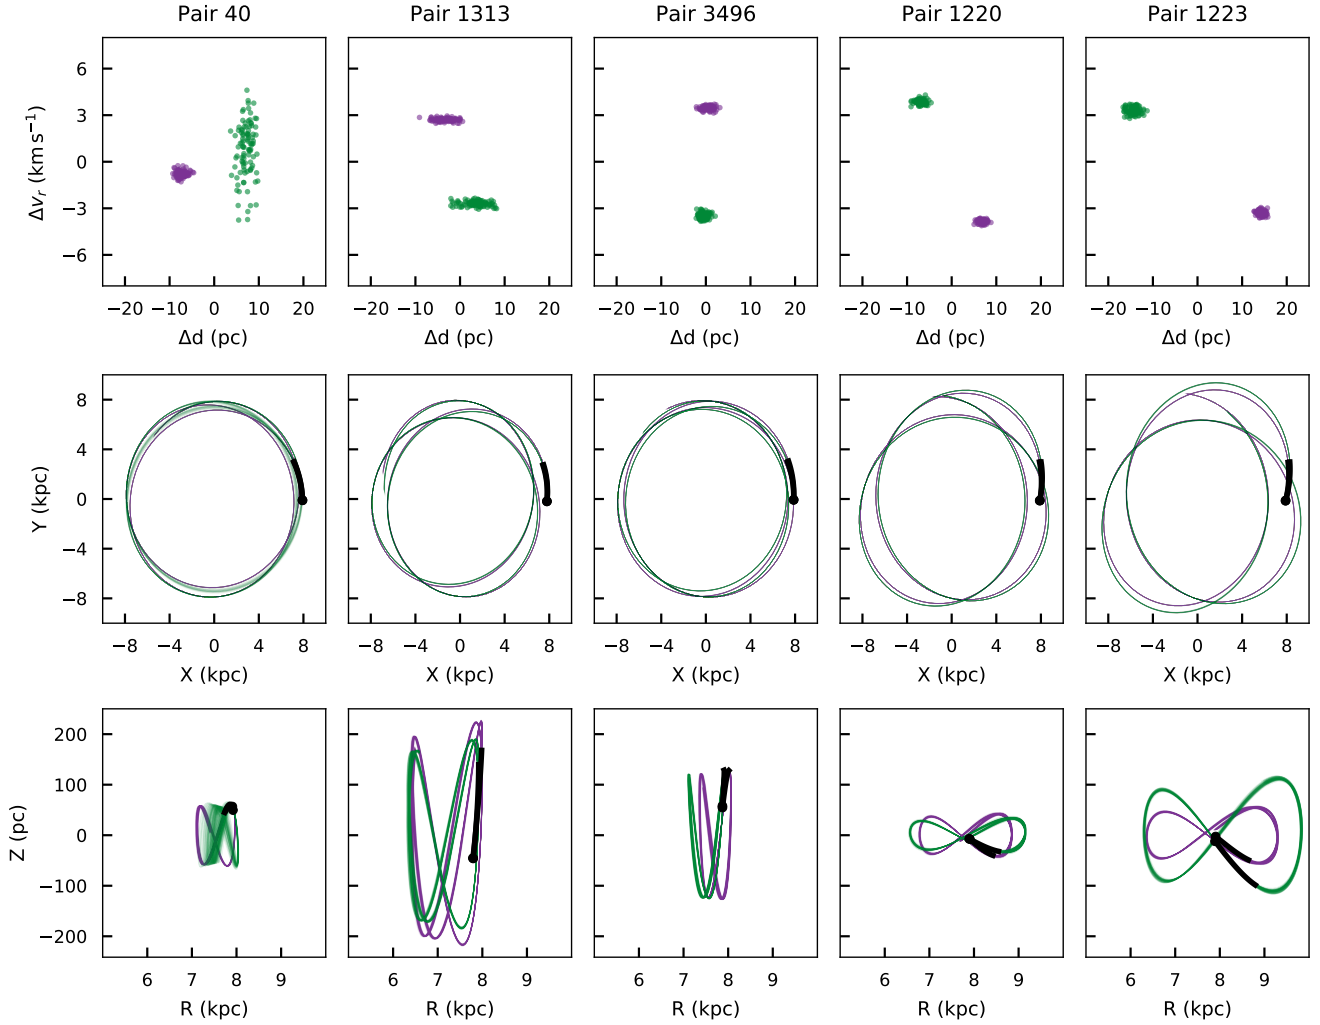 Pair 40 Pair 1313 Pair 3496 Pair 1220 Pair 1223
Δvᵣ (km s⁻¹)
6
3
0
−3
−6
−20 −10 0 10 20 −20 −10 0 10 20 −20 −10 0 10 20 −20 −10 0 10 20 −20 −10 0 10 20
Δd (pc) Δd (pc) Δd (pc) Δd (pc) Δd (pc)
Y (kpc)
8
4
0
−4
−8
−8 −4 0 4 8 −8 −4 0 4 8 −8 −4 0 4 8 −8 −4 0 4 8 −8 −4 0 4 8
X (kpc) X (kpc) X (kpc) X (kpc) X (kpc)
Z (pc)
200
100
0
−100
−200
6 7 8 9 6 7 8 9 6 7 8 9 6 7 8 9 6 7 8 9
R (kpc) R (kpc) R (kpc) R (kpc) R (kpc)